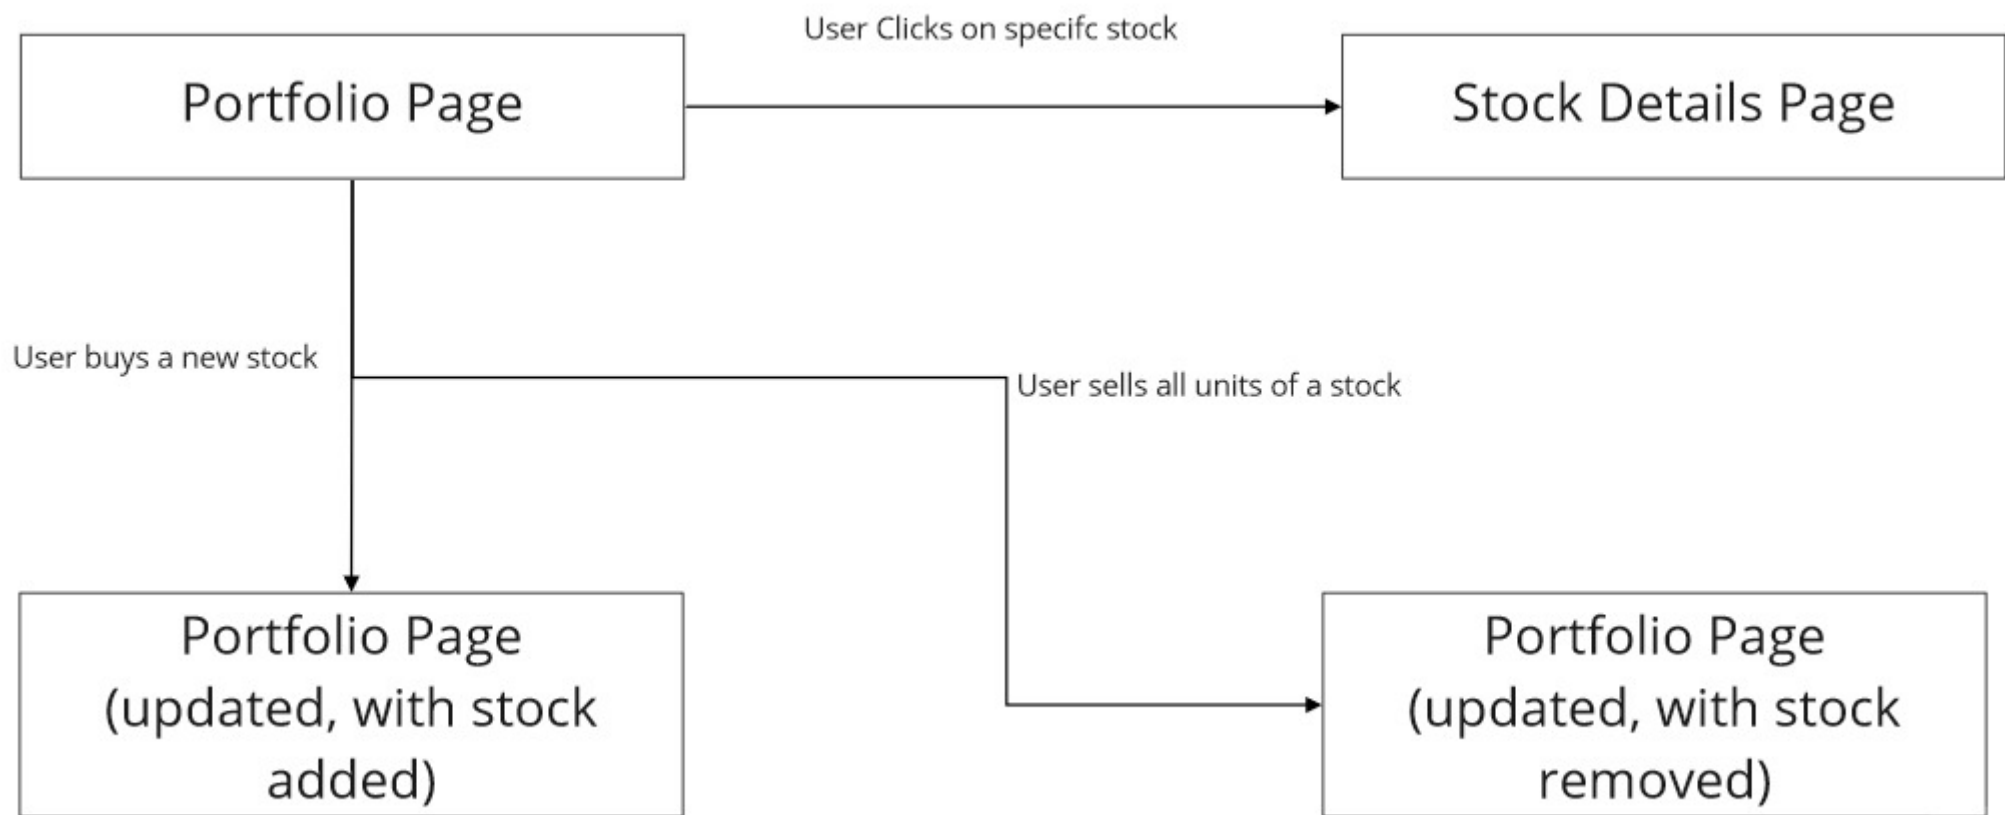 User Clicks on specifc stock
Portfolio Page
Stock Details Page
User buys a new stock
User sells all units of a stock
Portfolio Page
(updated, with stock
added)
Portfolio Page
(updated, with stock
removed)